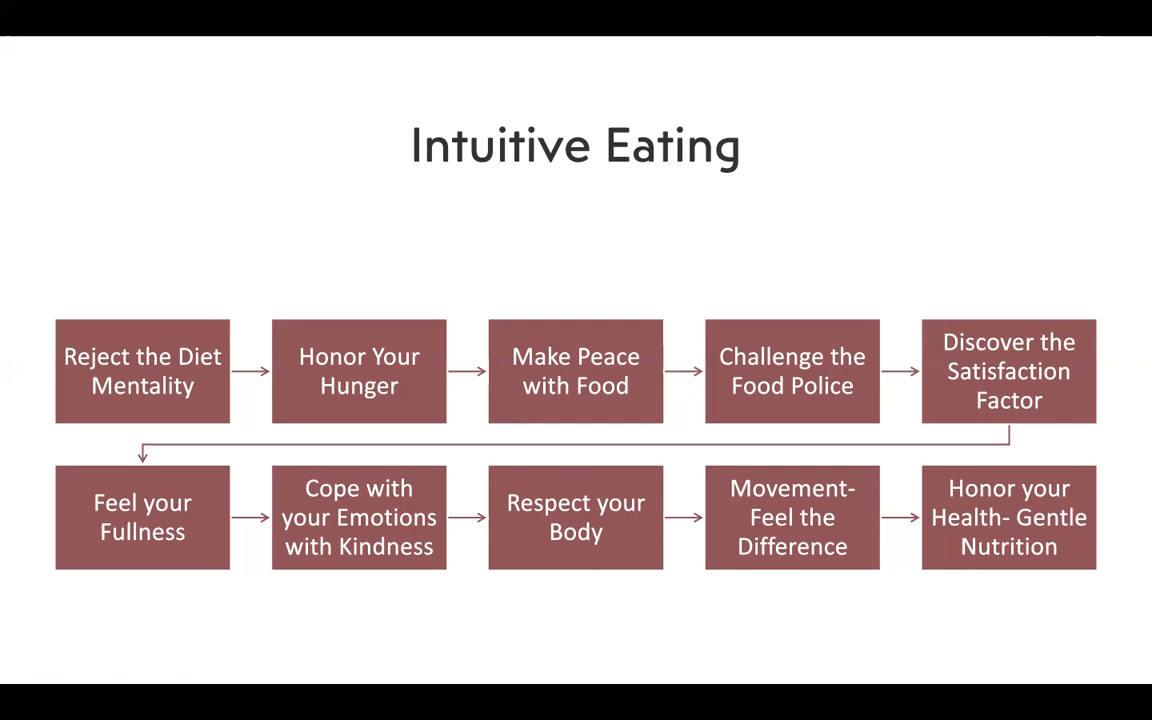 Intuitive Eating
Reject the Diet
Mentality
Honor Your
Hunger
Make Peace
with Food
Challenge the
Food Police
Discover the
Satisfaction
Factor
Feel your
Fullness
Cope with
your Emotions
with Kindness
Respect your
Body
Movement-
Feel the
Difference
Honor your
Health- Gentle
Nutrition